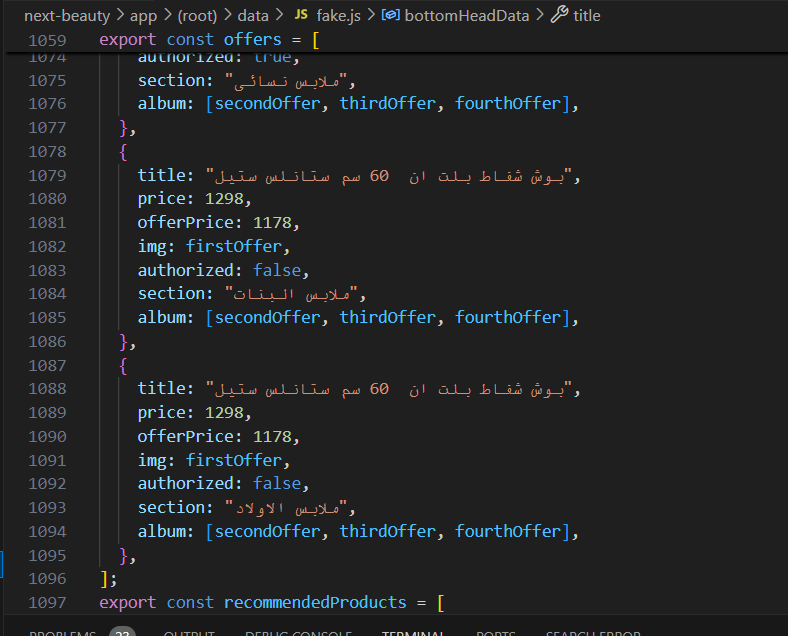 next-beauty > app > (root) > data > JS fake.js > bottomHeadData > title
1059 export const offers = [
1074 authorized: true,
1075 section: "ملابس نسائى",
1076 album: [secondOffer, thirdOffer, fourthOffer],
1077 },
1078 {
1079 title: "بوش شفاط بلت ان  60 سم ستانلس ستيل",
1080 price: 1298,
1081 offerPrice: 1178,
1082 img: firstOffer,
1083 authorized: false,
1084 section: "ملابس البنات",
1085 album: [secondOffer, thirdOffer, fourthOffer],
1086 },
1087 {
1088 title: "بوش شفاط بلت ان  60 سم ستانلس ستيل",
1089 price: 1298,
1090 offerPrice: 1178,
1091 img: firstOffer,
1092 authorized: false,
1093 section: "ملابس الاولاد",
1094 album: [secondOffer, thirdOffer, fourthOffer],
1095 },
1096 ];
1097 export const recommendedProducts = [
PROBLEMS 23 OUTPUT DEBUG CONSOLE TERMINAL PORTS SEARCH ERROR